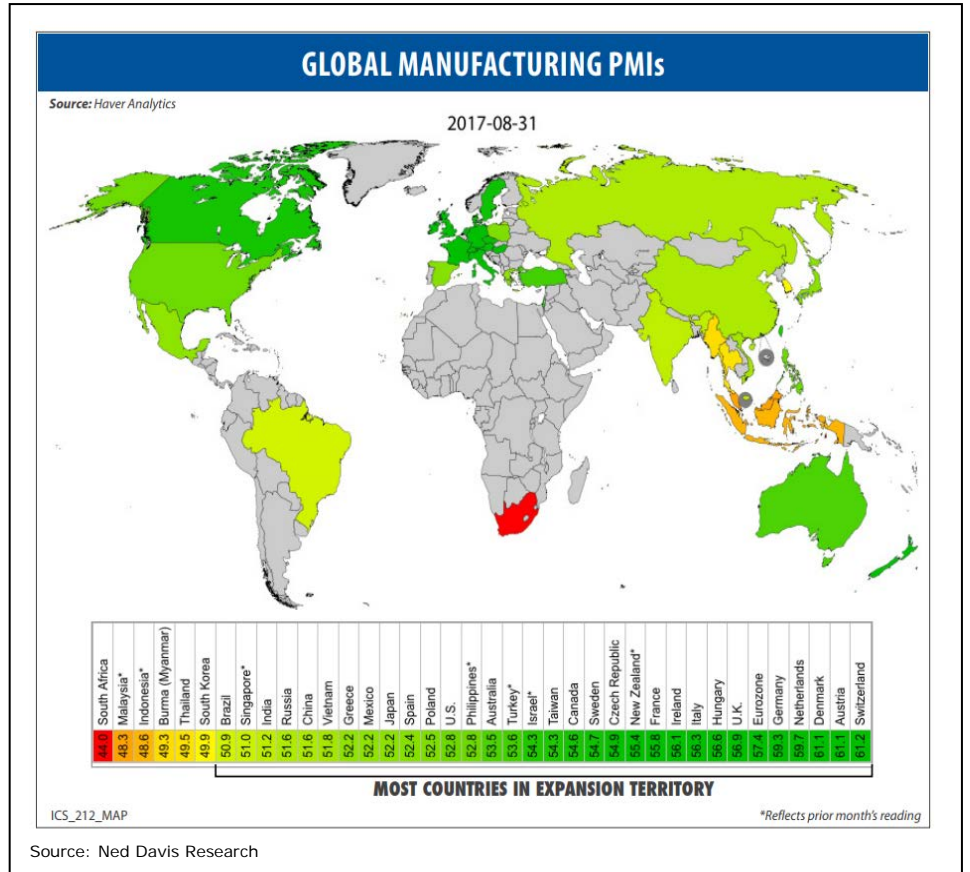 GLOBAL MANUFACTURING PMIs
Source: Haver Analytics
2017-08-31
South Africa 44.0
Malaysia* 48.3
Indonesia* 48.6
Burma (Myanmar) 49.3
Thailand 49.5
South Korea 49.9
Brazil 50.9
Singapore* 51.0
India 51.2
Russia 51.6
China 51.6
Vietnam 51.8
Greece 52.2
Mexico 52.2
Japan 52.2
Spain 52.4
Poland 52.5
U.S. 52.8
Philippines* 52.8
Australia 53.5
Turkey* 53.6
Israel* 54.3
Taiwan 54.3
Canada 54.6
Sweden 54.7
Czech Republic 54.9
New Zealand* 55.4
France 55.8
Ireland 56.1
Italy 56.3
Hungary 56.6
U.K. 56.9
Eurozone 57.4
Germany 59.3
Netherlands 59.7
Denmark 61.1
Austria 61.1
Switzerland 61.2
MOST COUNTRIES IN EXPANSION TERRITORY
ICS_212_MAP
*Reflects prior month's reading
Source: Ned Davis Research